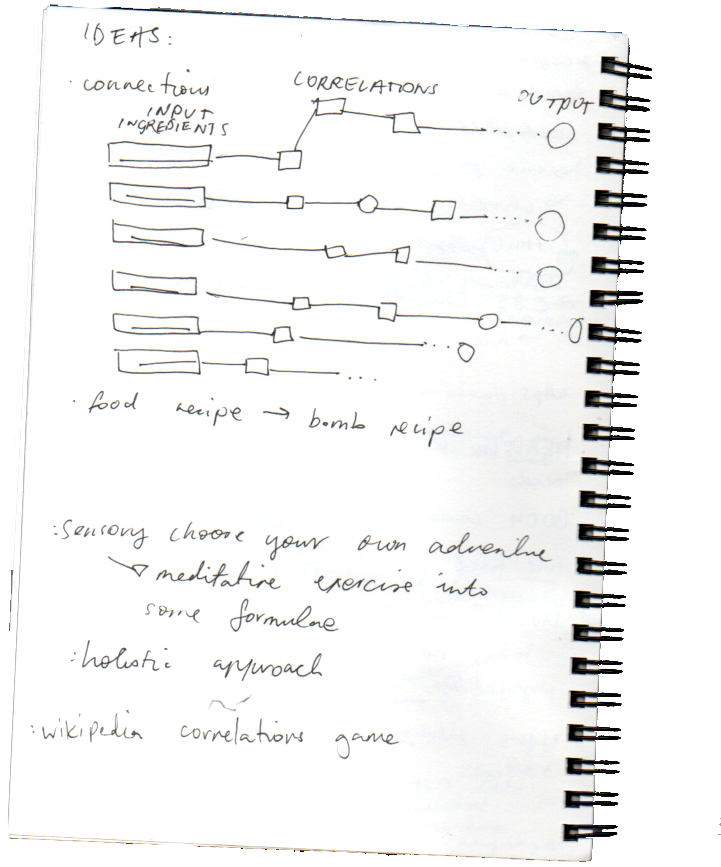 IDEAS:
· connections
CORRELATIONS
OUTPUT
INPUT
INGREDIENTS
· food recipe → bomb recipe
: sensory choose your own adventure
meditative exercise into
some formulae
: holistic approach
: wikipedia correlations game